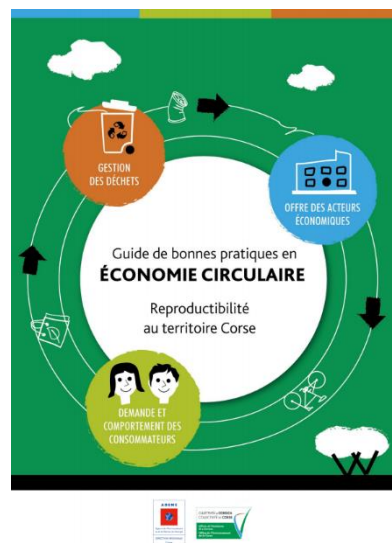 GESTION
DES DÉCHETS
OFFRE DES ACTEURS
ÉCONOMIQUES
Guide de bonnes pratiques en
ÉCONOMIE CIRCULAIRE
Reproductibilité
au territoire Corse
DEMANDE ET
COMPORTEMENT DES
CONSOMMATEURS
ADEME